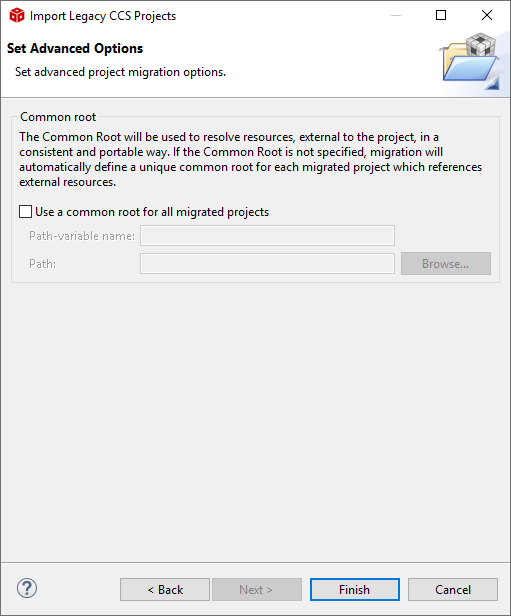 Import Legacy CCS Projects
Set Advanced Options
Set advanced project migration options.
Common root
The Common Root will be used to resolve resources, external to the project, in a
consistent and portable way. If the Common Root is not specified, migration will
automatically define a unique common root for each migrated project which references
external resources.
Use a common root for all migrated projects
Path-variable name:
Path:
Browse...
?
< Back
Next >
Finish
Cancel